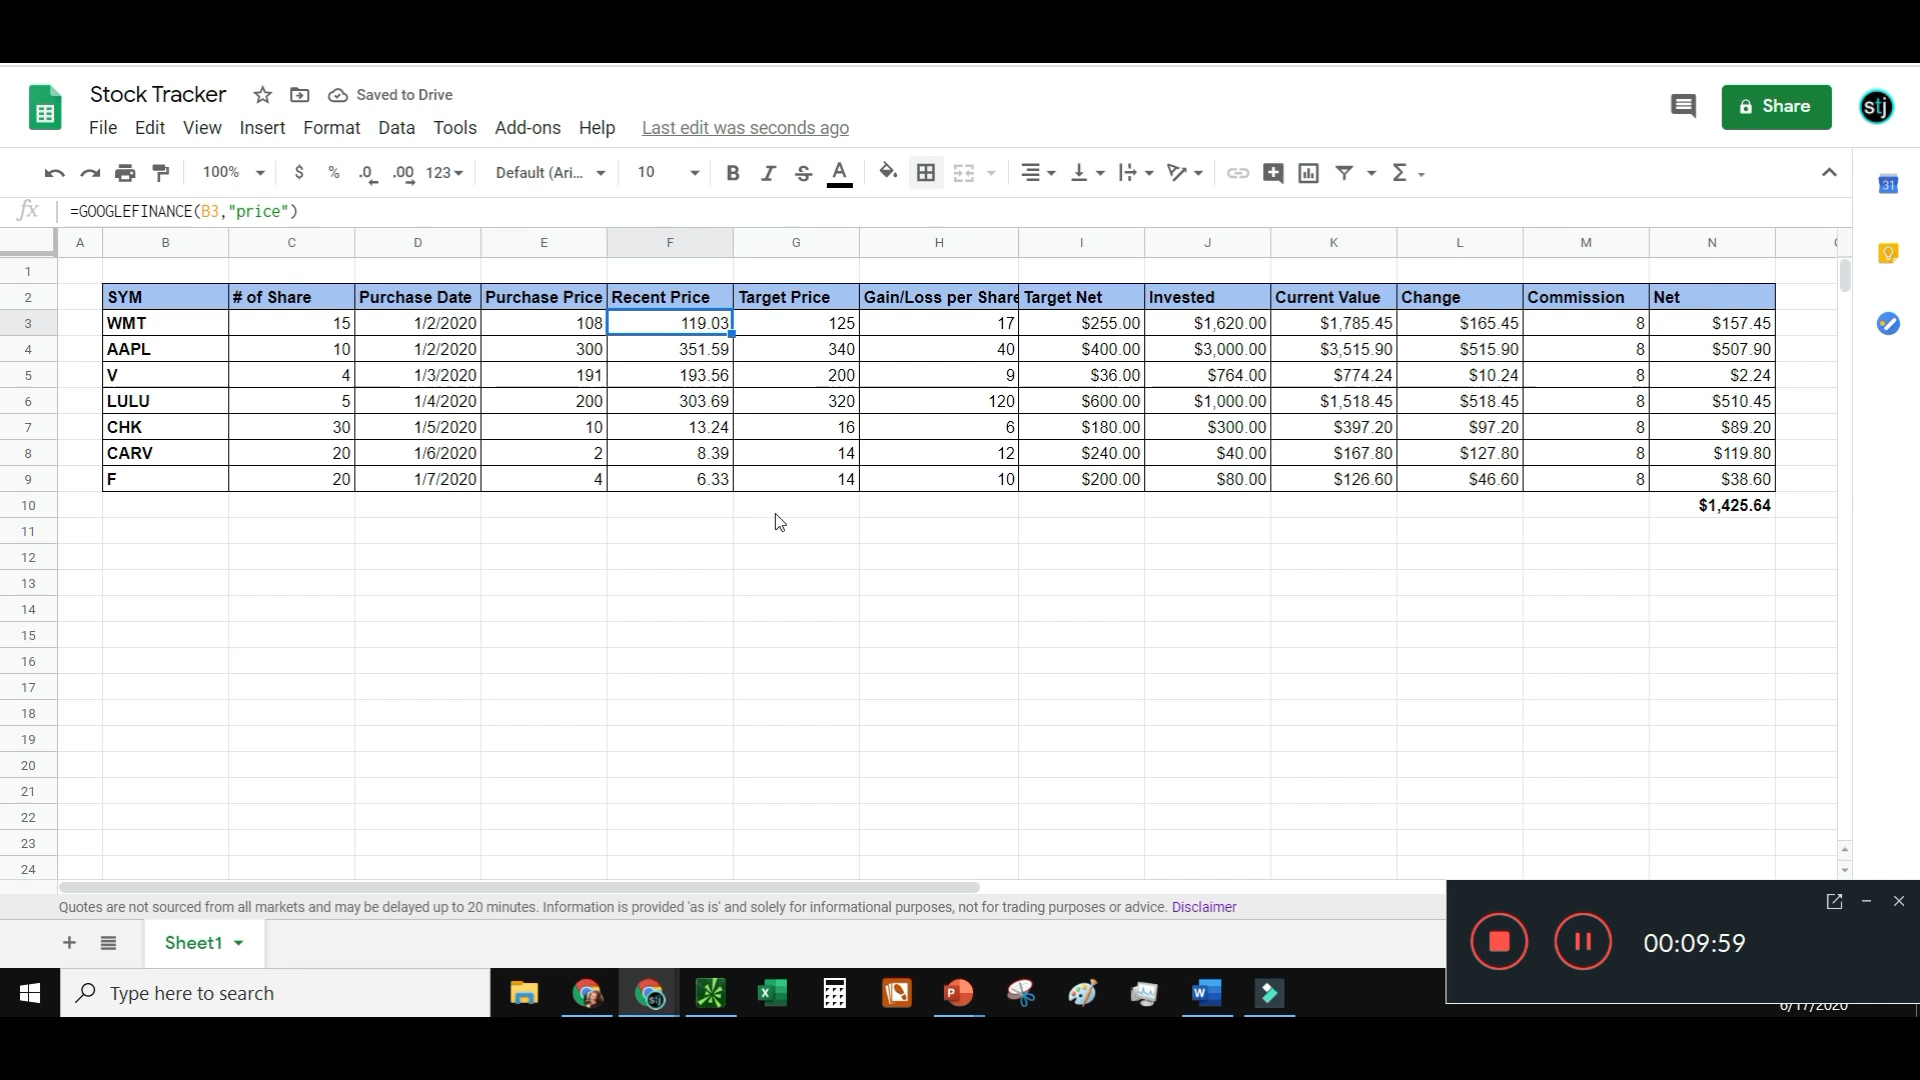 Stock Tracker Saved to Drive
Share stj
File Edit View Insert Format Data Tools Add-ons Help Last edit was seconds ago
100% $ % .0 .00 123 Default (Ari... 10 B I S A Σ
31
fx =GOOGLEFINANCE(B3,"price")
A B C D E F G H I J K L M N
1
2 SYM # of Share Purchase Date Purchase Price Recent Price Target Price Gain/Loss per Share Target Net Invested Current Value Change Commission Net
3 WMT 15 1/2/2020 108 119.03 125 17 $255.00 $1,620.00 $1,785.45 $165.45 8 $157.45
4 AAPL 10 1/2/2020 300 351.59 340 40 $400.00 $3,000.00 $3,515.90 $515.90 8 $507.90
5 V 4 1/3/2020 191 193.56 200 9 $36.00 $764.00 $774.24 $10.24 8 $2.24
6 LULU 5 1/4/2020 200 303.69 320 120 $600.00 $1,000.00 $1,518.45 $518.45 8 $510.45
7 CHK 30 1/5/2020 10 13.24 16 6 $180.00 $300.00 $397.20 $97.20 8 $89.20
8 CARV 20 1/6/2020 2 8.39 14 12 $240.00 $40.00 $167.80 $127.80 8 $119.80
9 F 20 1/7/2020 4 6.33 14 10 $200.00 $80.00 $126.60 $46.60 8 $38.60
10 $1,425.64
11
12
13
14
15
16
17
18
19
20
21
22
23
24
Quotes are not sourced from all markets and may be delayed up to 20 minutes. Information is provided 'as is' and solely for informational purposes, not for trading purposes or advice. Disclaimer
Sheet1
00:09:59
Type here to search
6/17/2020